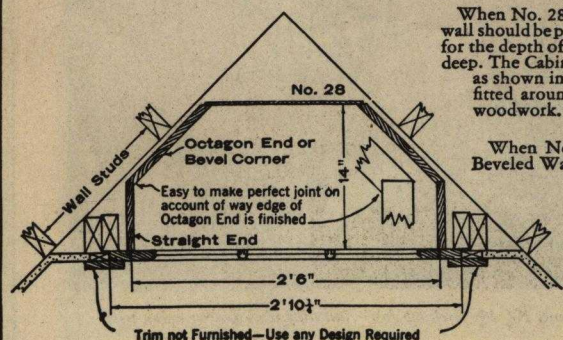 When No. 28
wall should be p
for the depth of
deep. The Cabin
as shown in
fitted aroun
woodwork.
When No
Beveled Wa
No. 28
Octagon End or
Bevel Corner
Wall Studs
14"
Easy to make perfect joint on
account of way edge of
Octagon End is finished
Straight End
2'6"
2'10¼"
Trim not Furnished—Use any Design Required